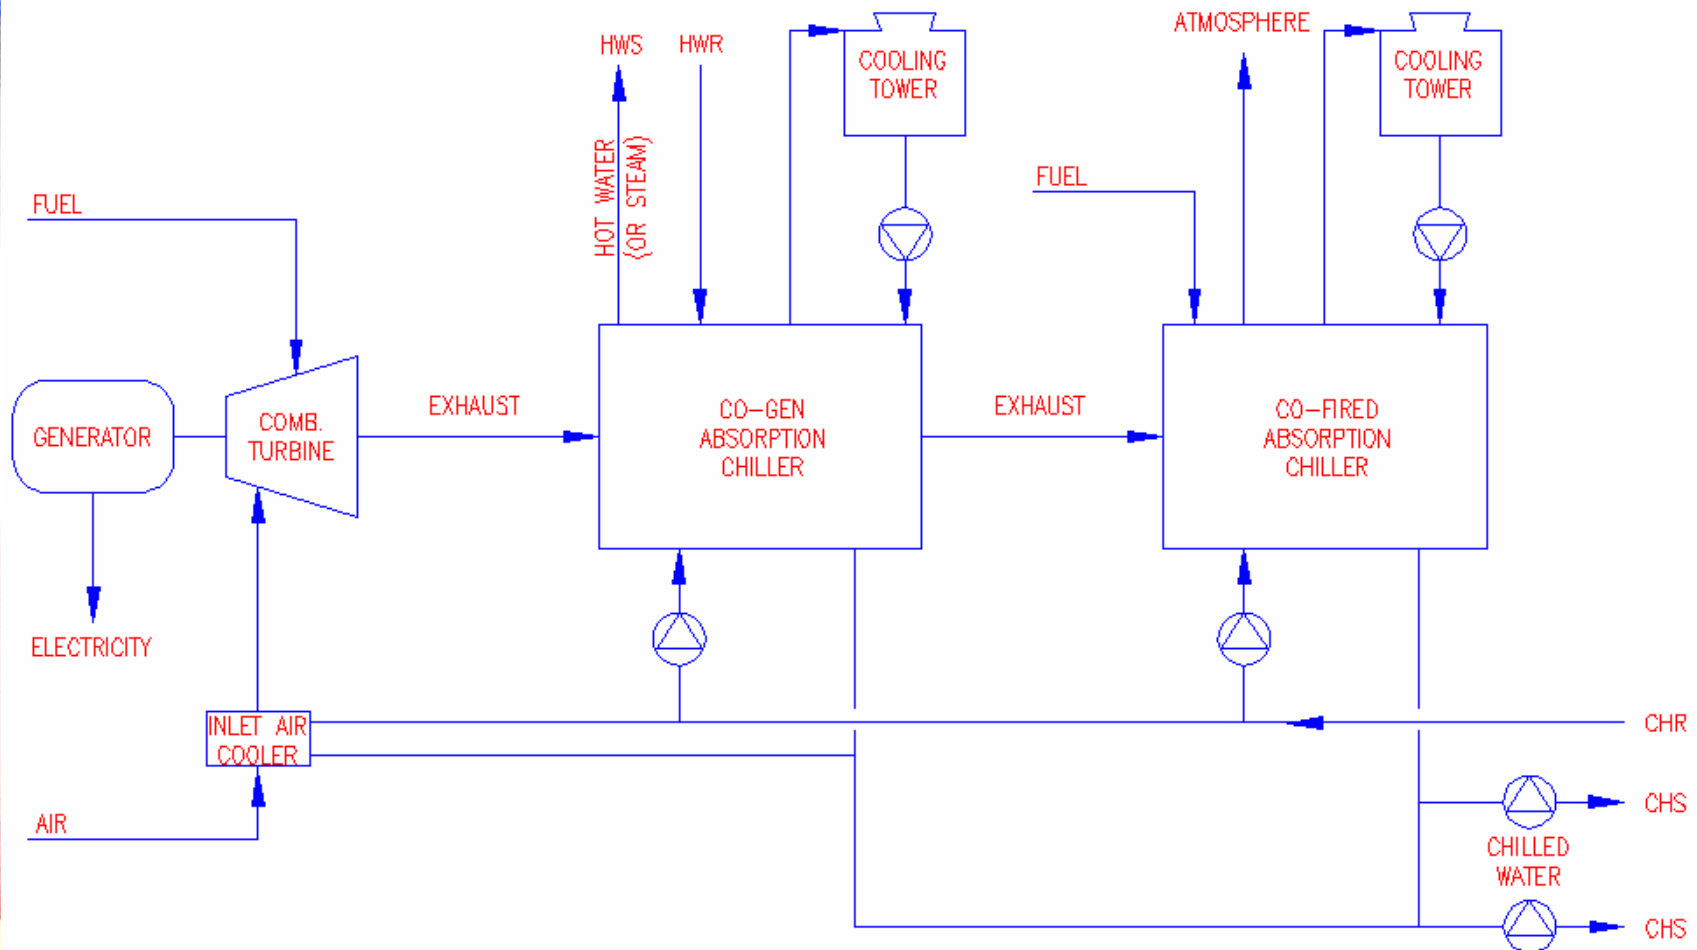 HWS
HWR
COOLING
TOWER
ATMOSPHERE
COOLING
TOWER
HOT WATER
(OR STEAM)
FUEL
FUEL
GENERATOR
COMB.
TURBINE
EXHAUST
CO-GEN
ABSORPTION
CHILLER
EXHAUST
CO-FIRED
ABSORPTION
CHILLER
ELECTRICITY
INLET AIR
COOLER
CHR
AIR
CHS
CHILLED
WATER
CHS